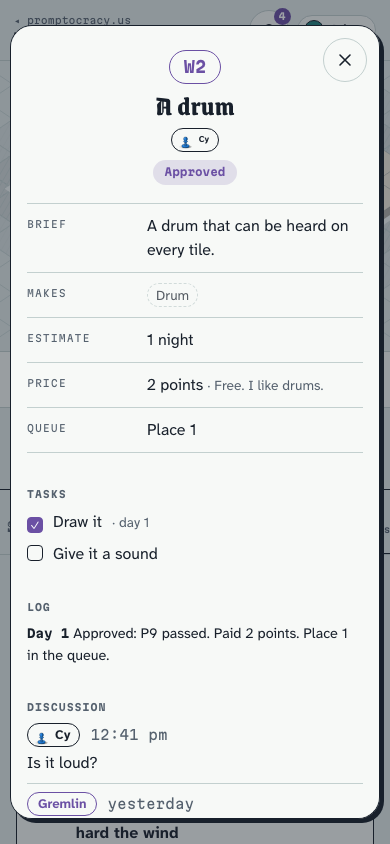 promptocracy.us
4
W2
A drum
Cy
Approved
BRIEF
A drum that can be heard on
every tile.
MAKES
Drum
ESTIMATE
1 night
PRICE
2 points · Free. I like drums.
QUEUE
Place 1
TASKS
Draw it · day 1
Give it a sound
LOG
Day 1 Approved: P9 passed. Paid 2 points. Place 1
in the queue.
DISCUSSION
Cy 12:41 pm
Is it loud?
Gremlin yesterday
hard the wind